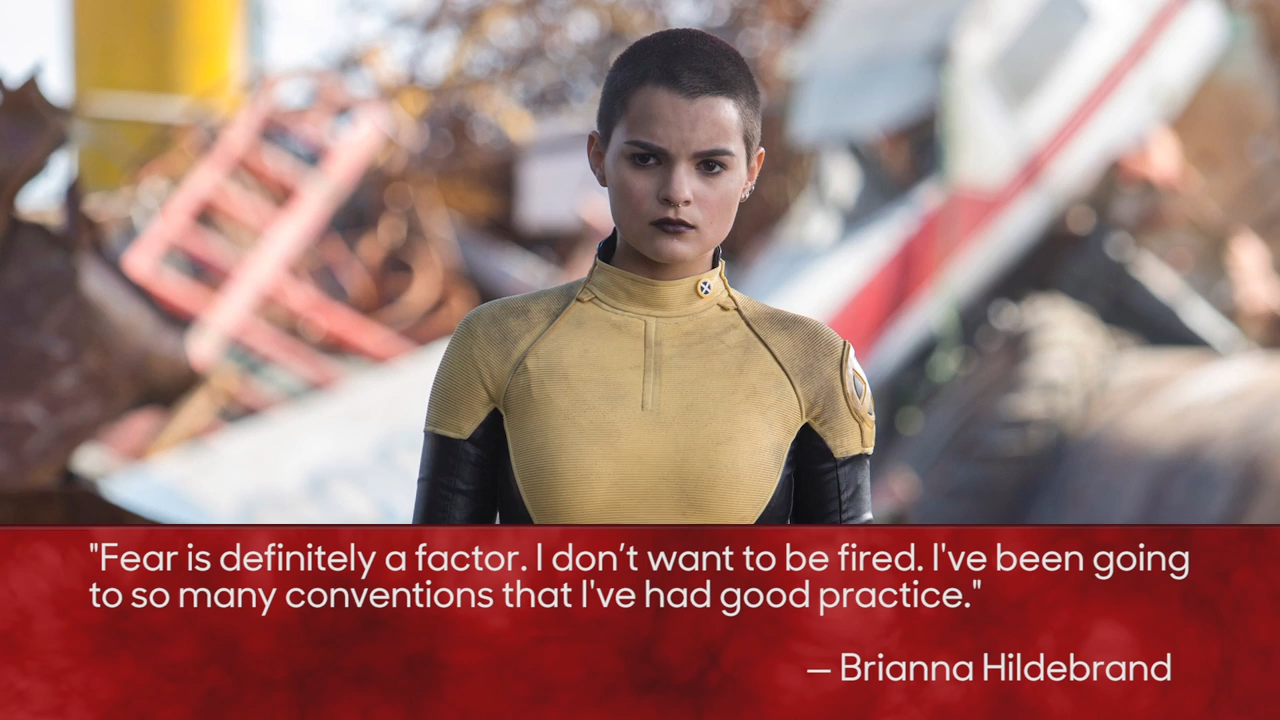 "Fear is definitely a factor. I don’t want to be fired. I've been going
to so many conventions that I've had good practice."
— Brianna Hildebrand